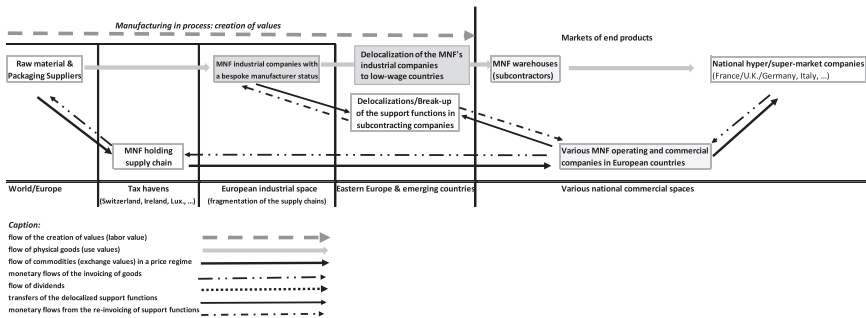 Manufacturing in process: creation of values
Markets of end products
Raw material &
Packaging Suppliers
MNF industrial companies with
a bespoke manufacturer status
Delocalization of the MNF's
industrial companies
to low-wage countries
MNF warehouses
(subcontractors)
National hyper/super-market companies
(France/U.K./Germany, Italy, ...)
Delocalizations/Break-up
of the support functions in
subcontracting companies
MNF holding
supply chain
Various MNF operating and commercial
companies in European countries
World/Europe
Tax havens
(Switzerland, Ireland, Lux., ...)
European industrial space
(fragmentation of the supply chains)
Eastern Europe & emerging countries
Various national commercial spaces
Caption:
flow of the creation of values (labor value)
flow of physical goods (use values)
flow of commodities (exchange values) in a price regime
monetary flows of the invoicing of goods
flow of dividends
transfers of the delocalized support functions
monetary flows from the re-invoicing of support functions